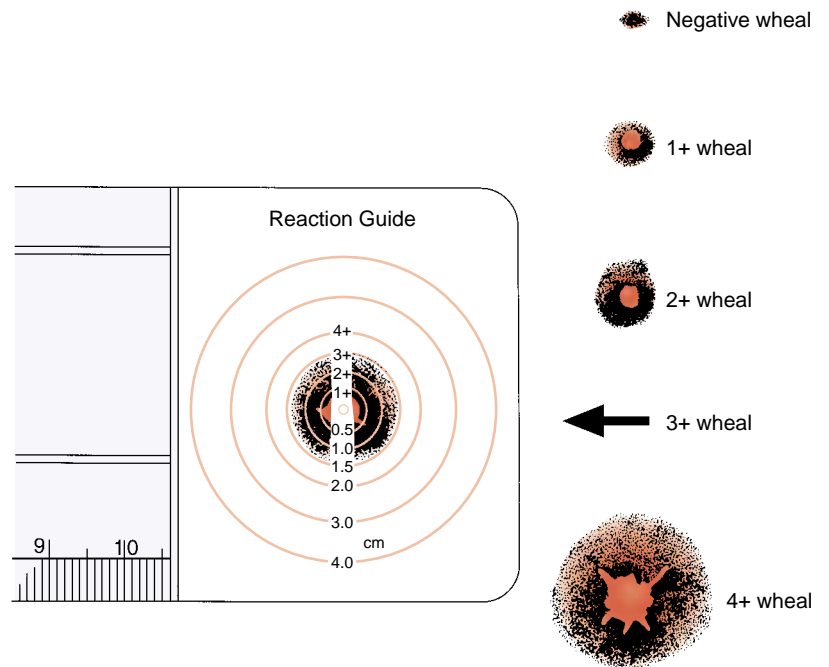 Negative wheal
1+ wheal
Reaction Guide
2+ wheal
4+
3+
2+
1+
0.5
1.0
1.5
2.0
3.0
cm
4.0
3+ wheal
9 10
4+ wheal